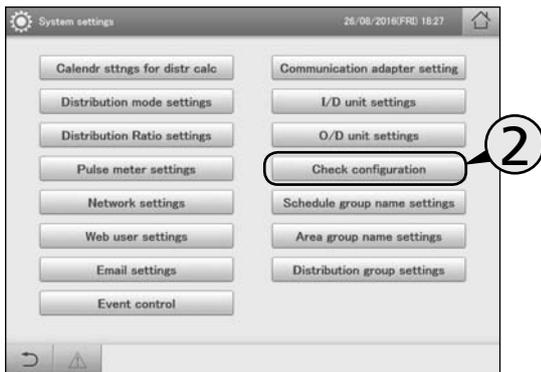 System settings 26/08/2016(FRI) 18:27
Calendr sttngs for distr calc
Distribution mode settings
Distribution Ratio settings
Pulse meter settings
Network settings
Web user settings
Email settings
Event control
Communication adapter setting
I/D unit settings
O/D unit settings
Check configuration
2
Schedule group name settings
Area group name settings
Distribution group settings